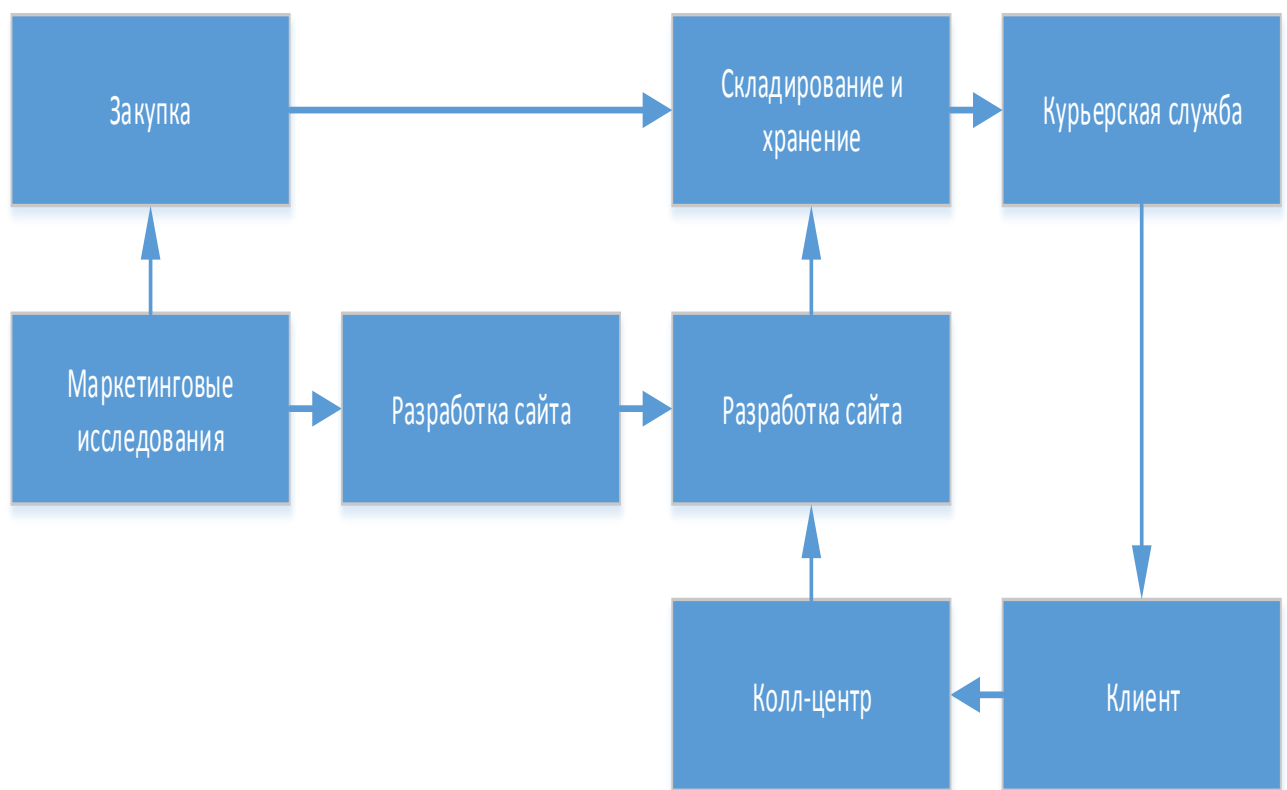 Закупка
Складирование и
хранение
Курьерская служба
Маркетинговые
исследования
Разработка сайта
Разработка сайта
Колл-центр
Клиент